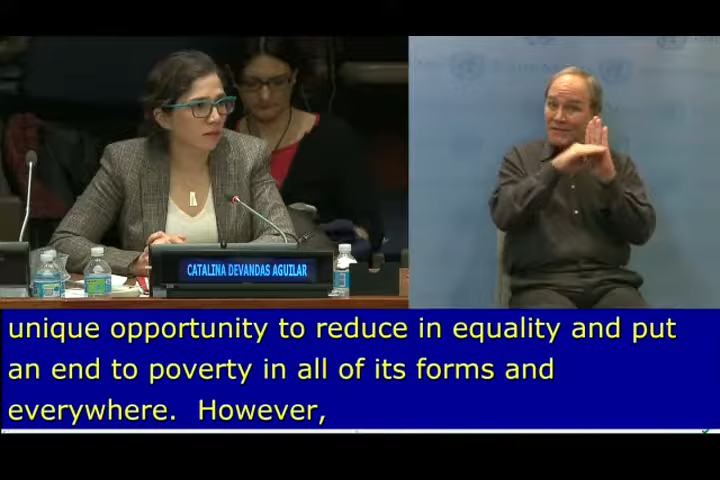 CATALINA DEVANDAS AGUILAR
unique opportunity to reduce in equality and put
an end to poverty in all of its forms and
everywhere.  However,